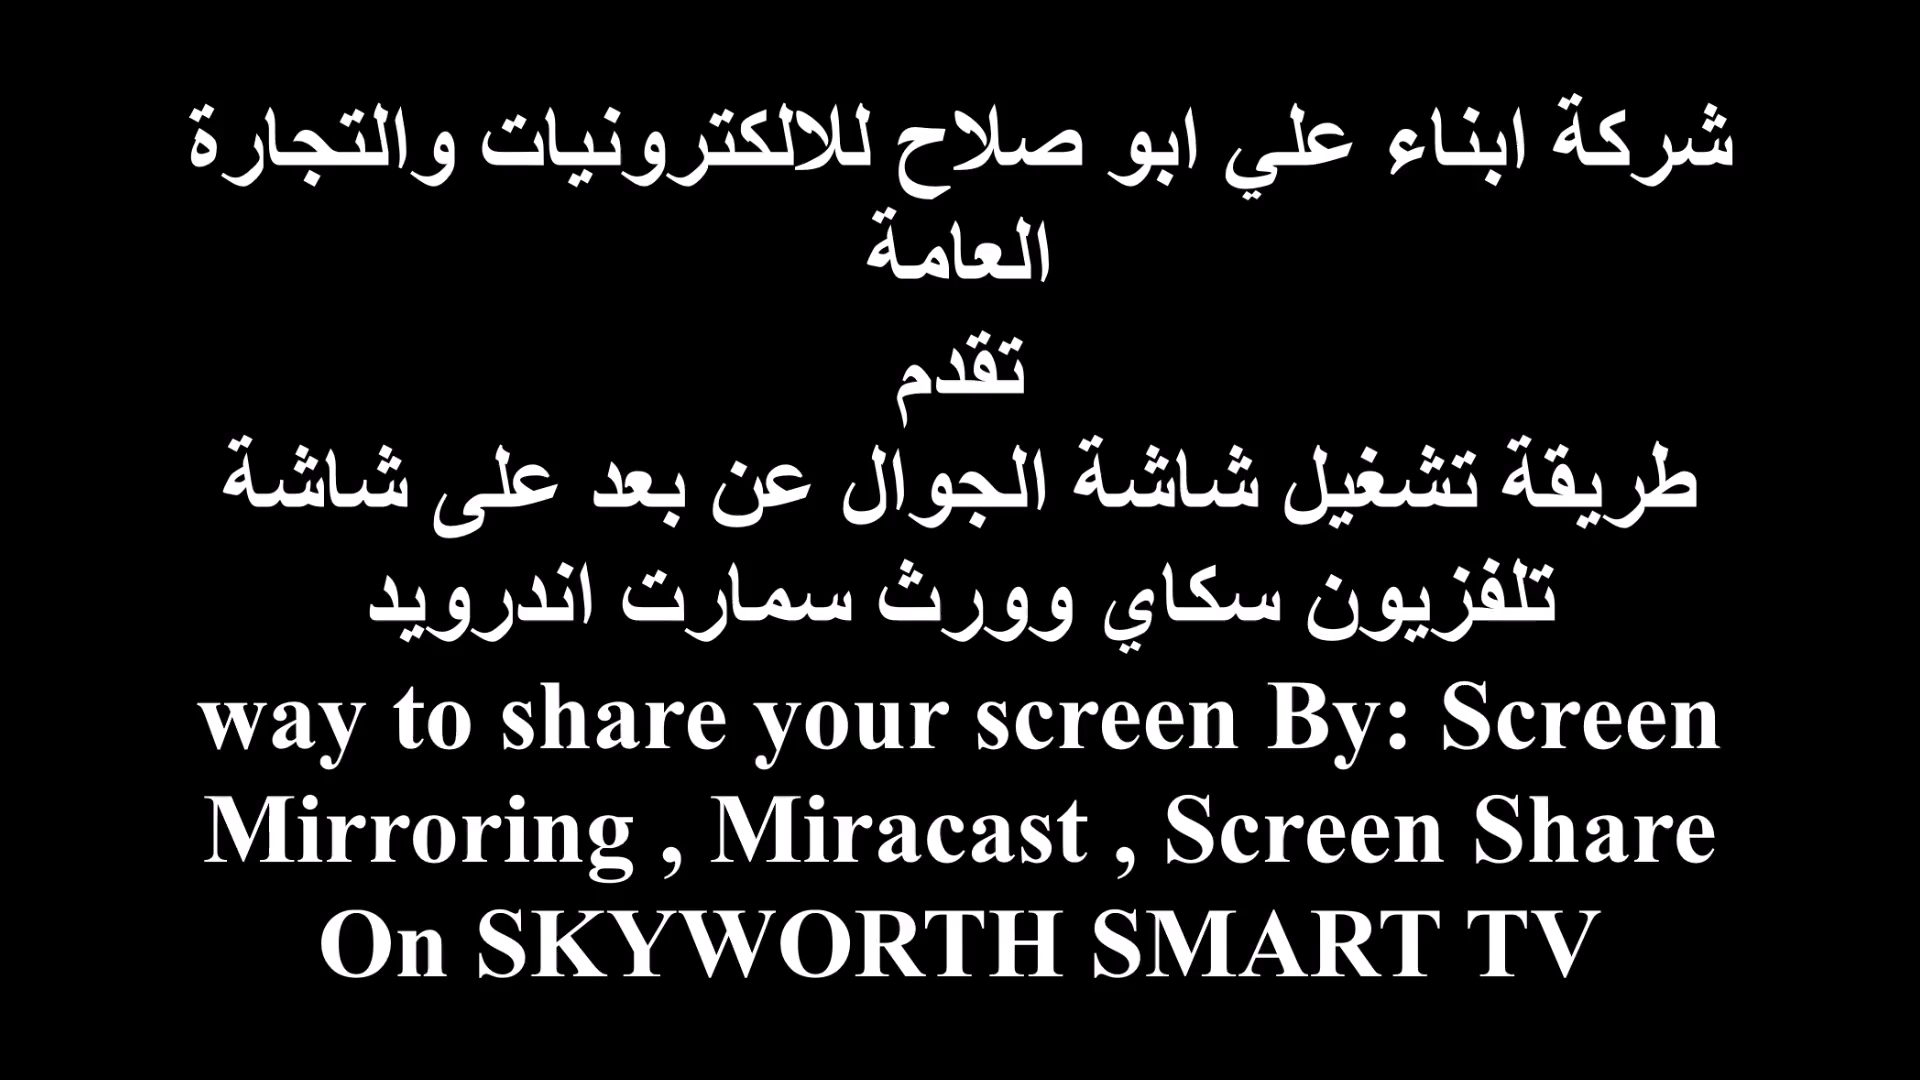 شركة ابناء علي ابو صلاح للالكترونيات والتجارة
العامة
تقدم
طريقة تشغيل شاشة الجوال عن بعد على شاشة
تلفزيون سكاي وورث سمارت اندرويد
way to share your screen By: Screen
Mirroring , Miracast , Screen Share
On SKYWORTH SMART TV